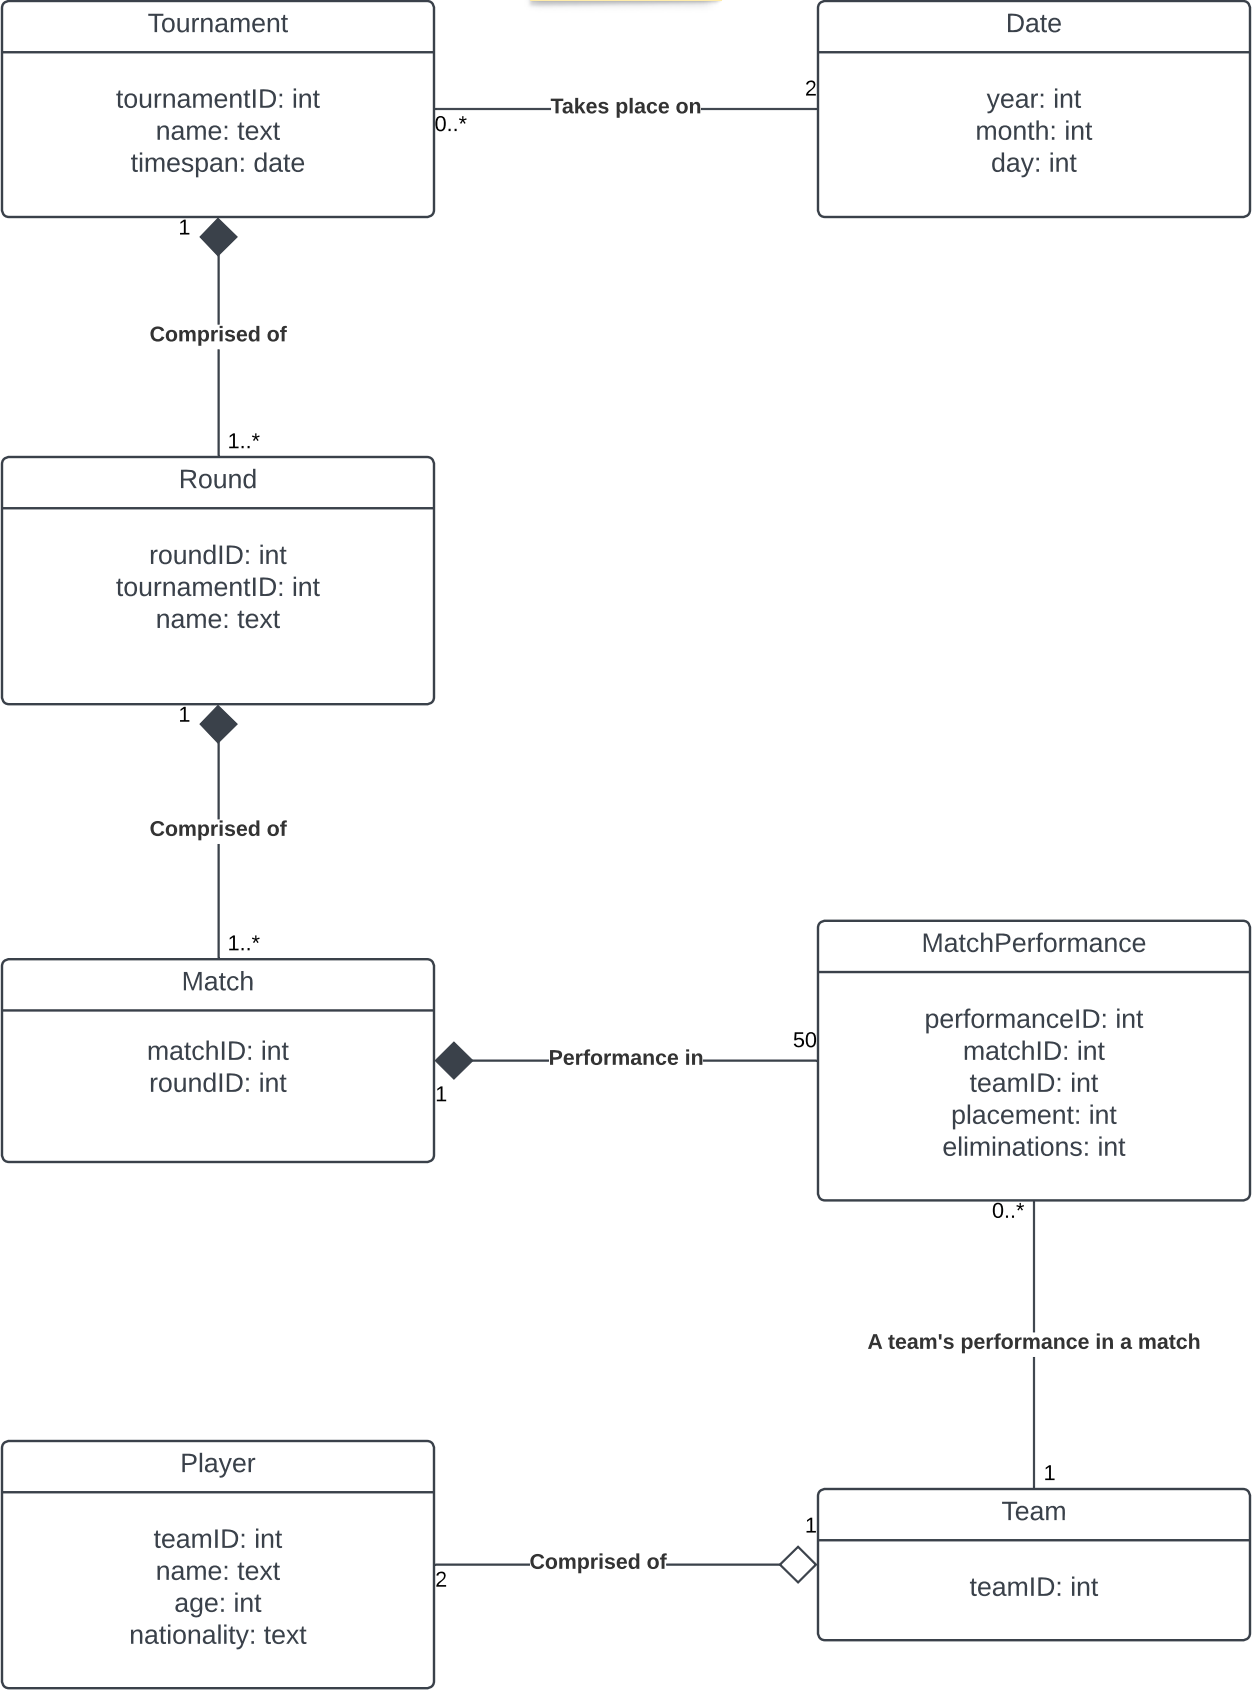 Tournament
tournamentID: int
name: text
timespan: date
Takes place on
0..*
2
Date
year: int
month: int
day: int
1
Comprised of
1..*
Round
roundID: int
tournamentID: int
name: text
1
Comprised of
1..*
Match
matchID: int
roundID: int
1
Performance in
50
MatchPerformance
performanceID: int
matchID: int
teamID: int
placement: int
eliminations: int
0..*
A team's performance in a match
1
Player
teamID: int
name: text
age: int
nationality: text
2
Comprised of
1
Team
teamID: int